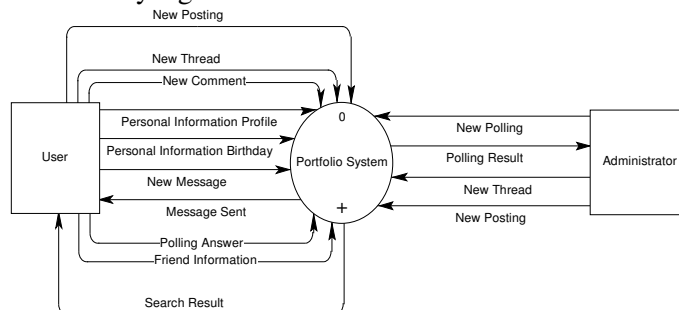 New Posting
New Thread
New Comment
0
Personal Information Profile
New Polling
Personal Information Birthday
Polling Result
User
Portfolio System
Administrator
New Message
New Thread
Message Sent
+
New Posting
Polling Answer
Friend Information
Search Result